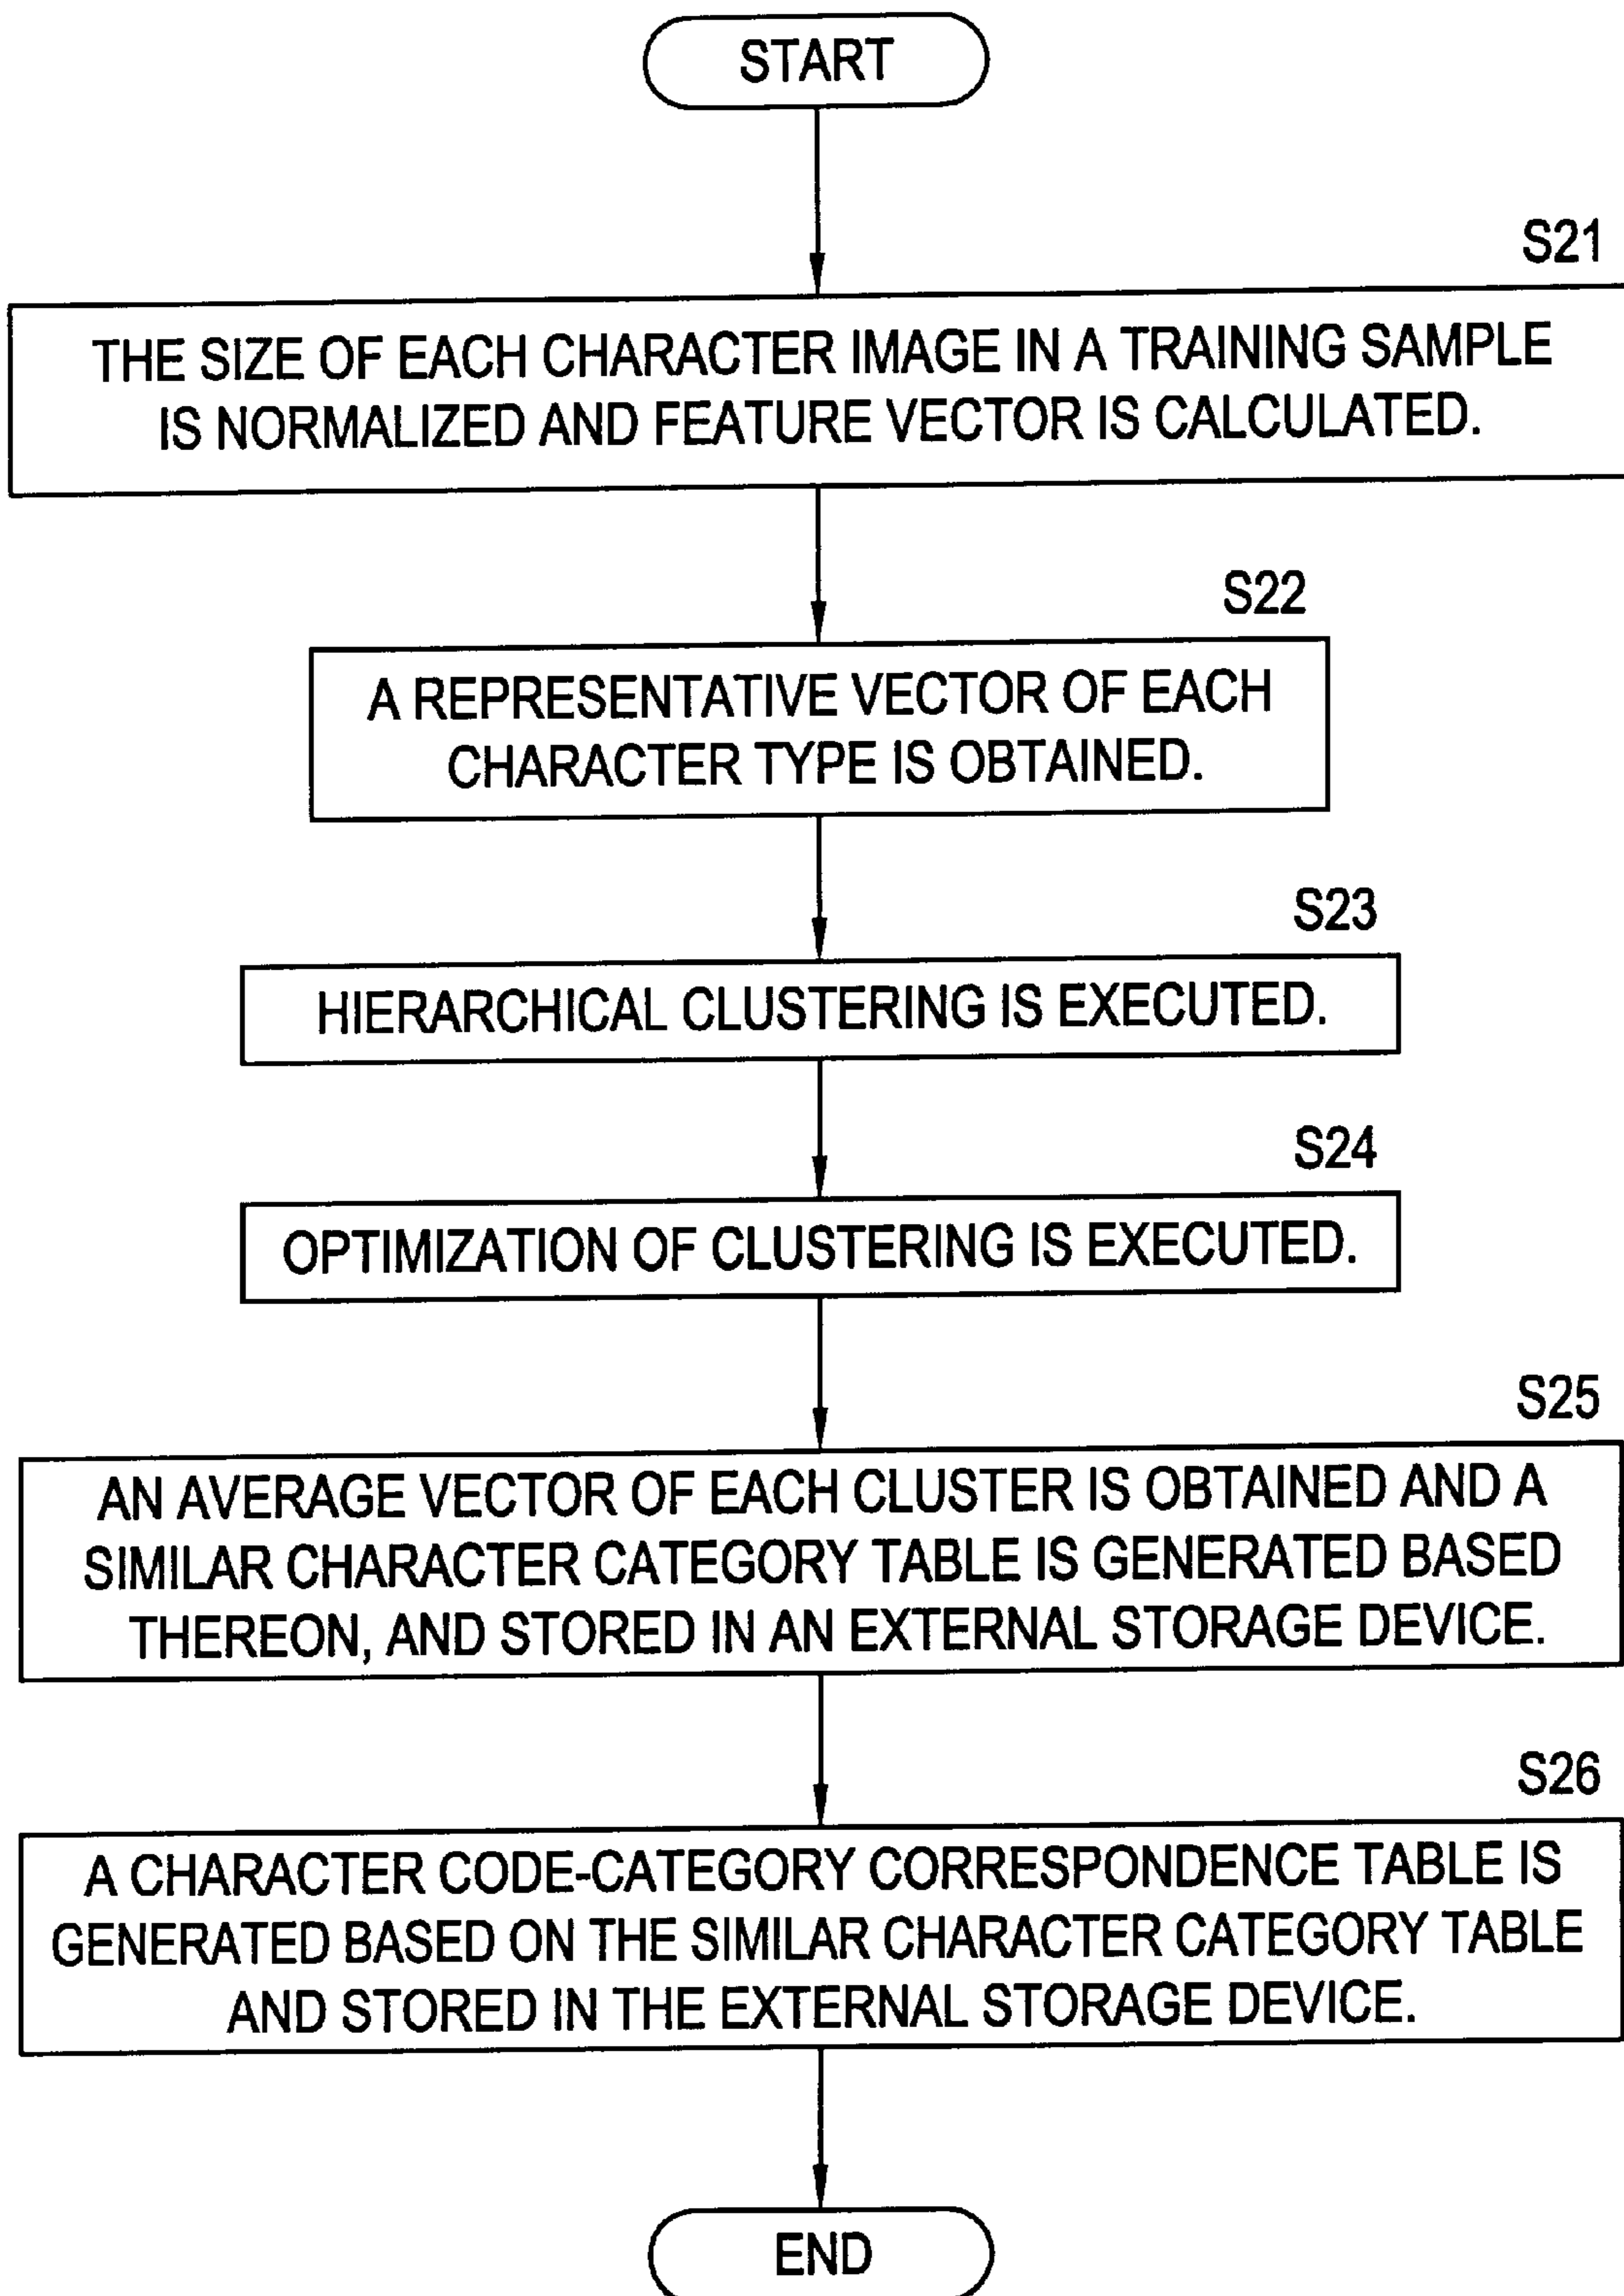 START
S21
THE SIZE OF EACH CHARACTER IMAGE IN A TRAINING SAMPLE
IS NORMALIZED AND FEATURE VECTOR IS CALCULATED.
S22
A REPRESENTATIVE VECTOR OF EACH
CHARACTER TYPE IS OBTAINED.
S23
HIERARCHICAL CLUSTERING IS EXECUTED.
S24
OPTIMIZATION OF CLUSTERING IS EXECUTED.
S25
AN AVERAGE VECTOR OF EACH CLUSTER IS OBTAINED AND A
SIMILAR CHARACTER CATEGORY TABLE IS GENERATED BASED
THEREON, AND STORED IN AN EXTERNAL STORAGE DEVICE.
S26
A CHARACTER CODE-CATEGORY CORRESPONDENCE TABLE IS
GENERATED BASED ON THE SIMILAR CHARACTER CATEGORY TABLE
AND STORED IN THE EXTERNAL STORAGE DEVICE.
END